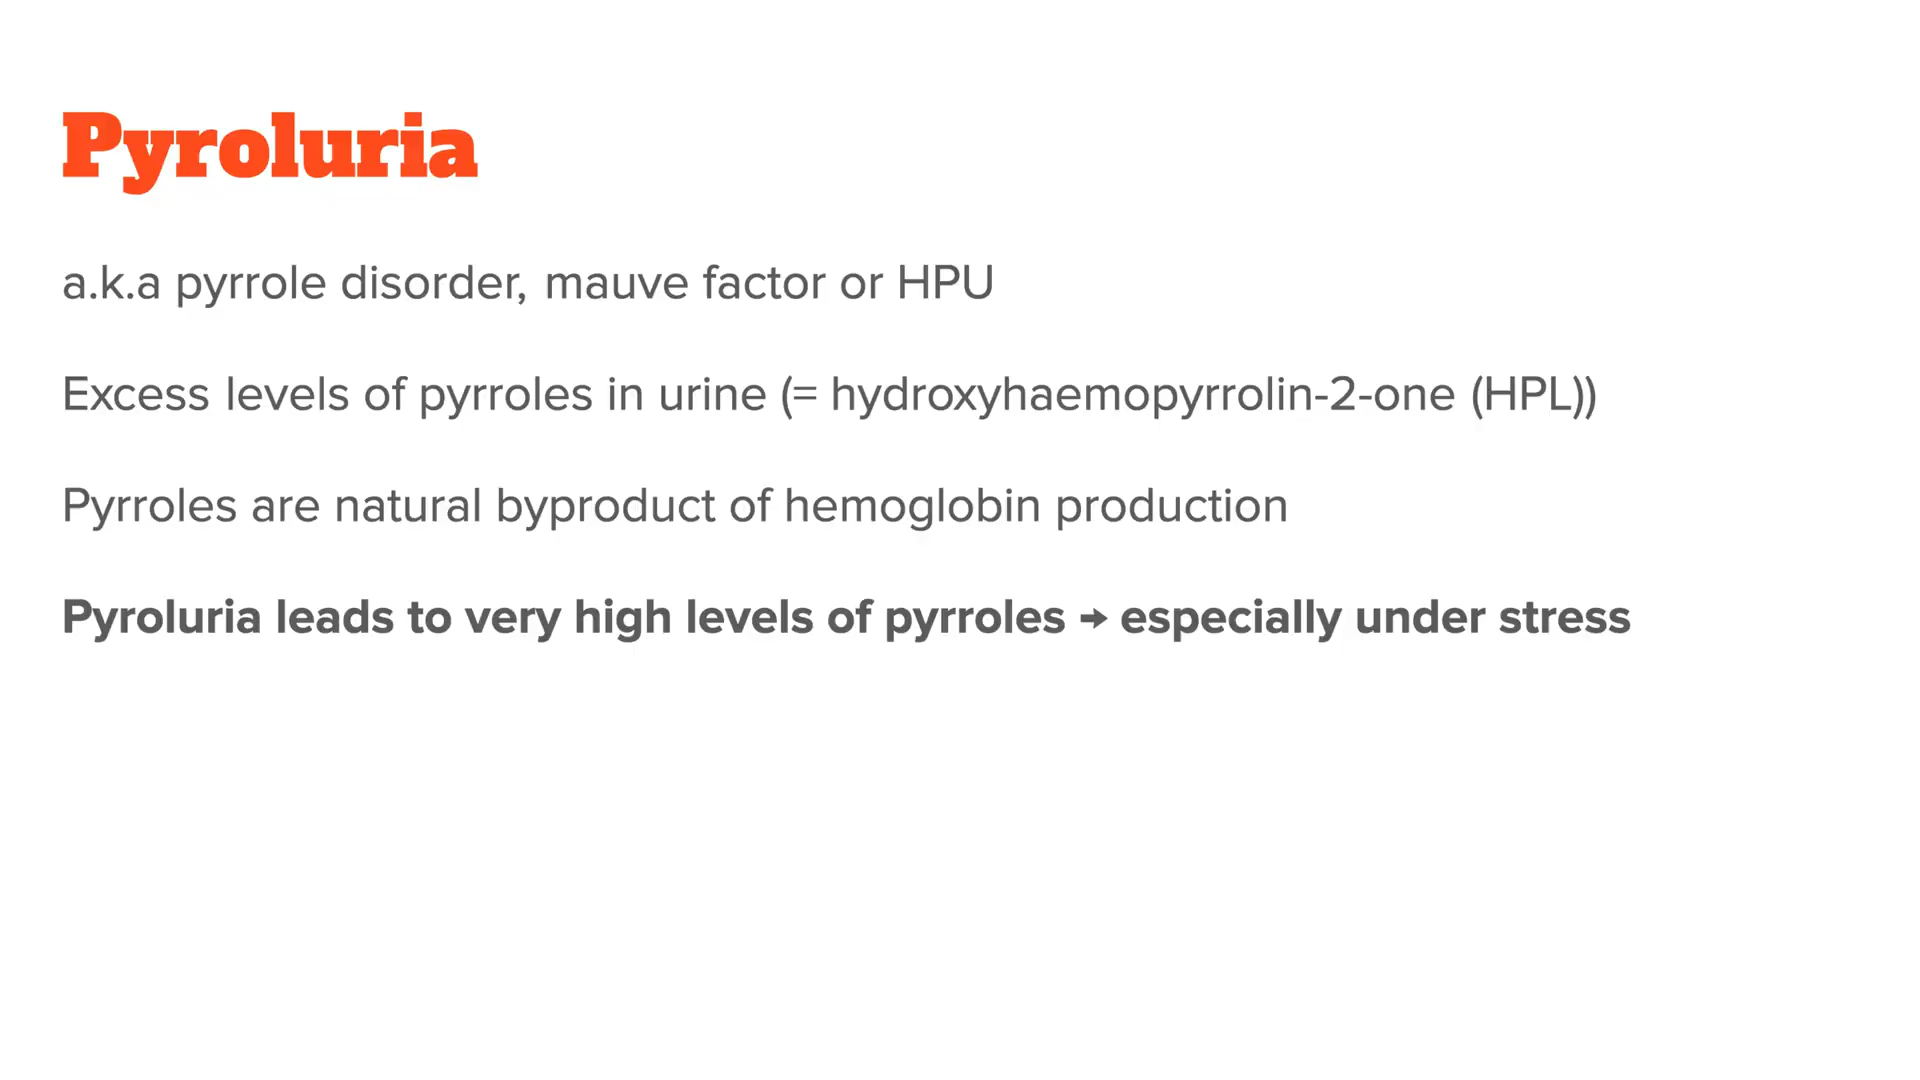 Pyroluria
a.k.a pyrrole disorder, mauve factor or HPU
Excess levels of pyrroles in urine (= hydroxyhaemopyrrolin-2-one (HPL))
Pyrroles are natural byproduct of hemoglobin production
Pyroluria leads to very high levels of pyrroles → especially under stress